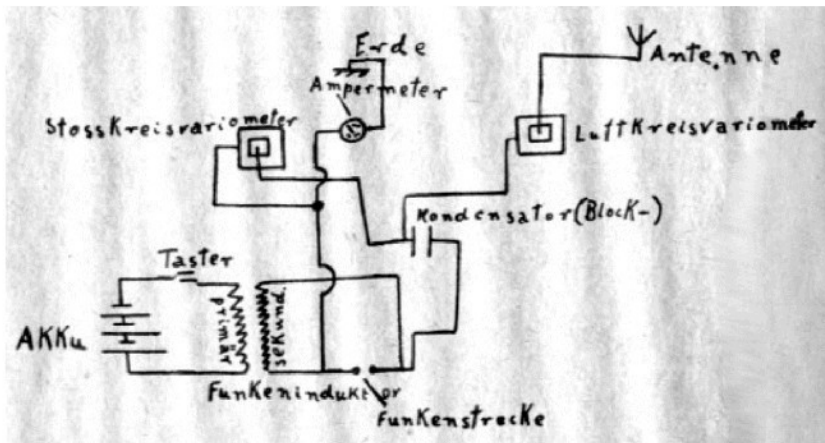 Erde
Antenne
Ampermeter
StossKreisvariometer
LuftKreisvariometer
Kondensator(Block-)
Taster
primär
sekund.
AKKu
Funkeninduktor
Funkenstrecke